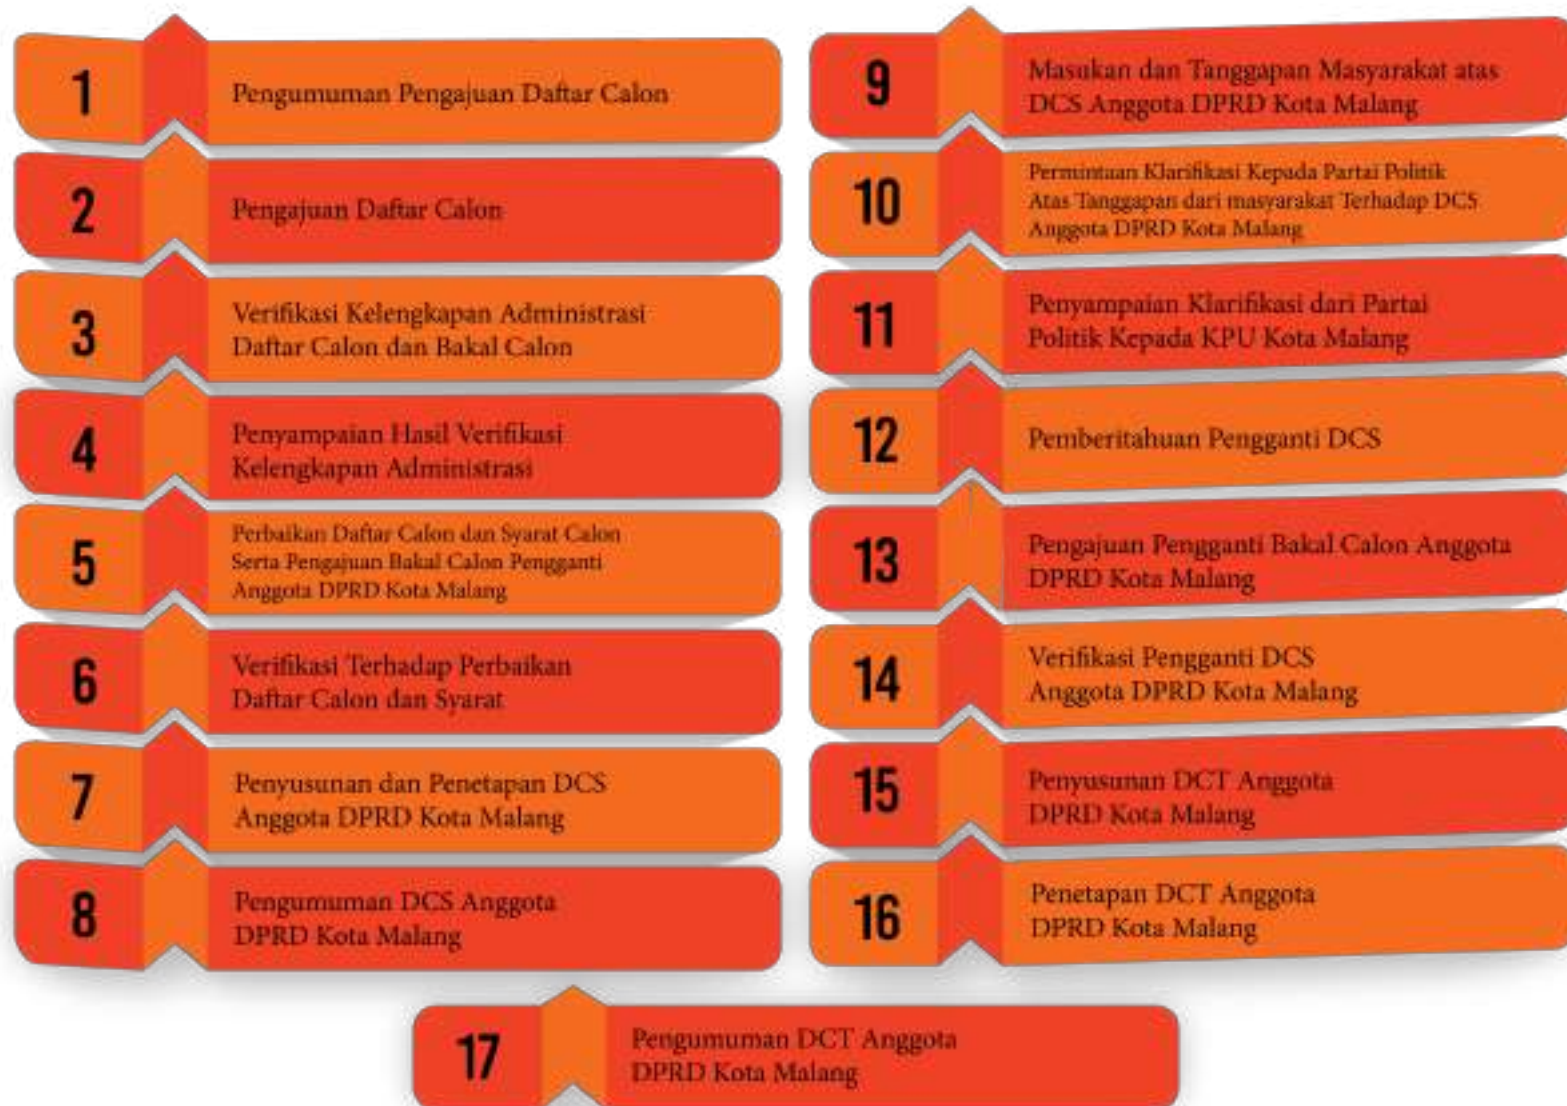 1
Pengumuman Pengajuan Daftar Calon
2
Pengajuan Daftar Calon
3
Verifikasi Kelengkapan Administrasi
Daftar Calon dan Bakal Calon
4
Penyampaian Hasil Verifikasi
Kelengkapan Administrasi
5
Perbaikan Daftar Calon dan Syarat Calon
Serta Pengajuan Bakal Calon Pengganti
Anggota DPRD Kota Malang
6
Verifikasi Terhadap Perbaikan
Daftar Calon dan Syarat
7
Penyusunan dan Penetapan DCS
Anggota DPRD Kota Malang
8
Pengumuman DCS Anggota
DPRD Kota Malang
9
Masukan dan Tanggapan Masyarakat atas
DCS Anggota DPRD Kota Malang
10
Permintuan Klarifikasi Kepada Partai Politik
Atas Tanggapan dari masyarakat Terhadap DCS
Anggota DPRD Kota Malang
11
Penyampaian Klarifikasi dari Partai
Politik Kepada KPU Kota Malang
12
Pemberitahuan Pengganti DCS
13
Pengajuan Pengganti Bakal Calon Anggota
DPRD Kota Malang
14
Verifikasi Pengganti DCS
Anggota DPRD Kota Malang
15
Penyusunan DCT Anggota
DPRD Kota Malang
16
Penetapan DCT Anggota
DPRD Kota Malang
17
Pengumuman DCT Anggota
DPRD Kota Malang